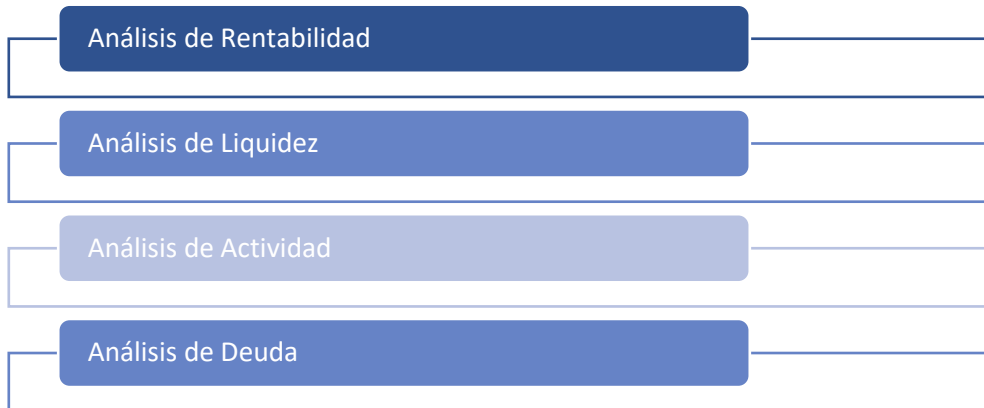 Análisis de Rentabilidad
Análisis de Liquidez
Análisis de Actividad
Análisis de Deuda